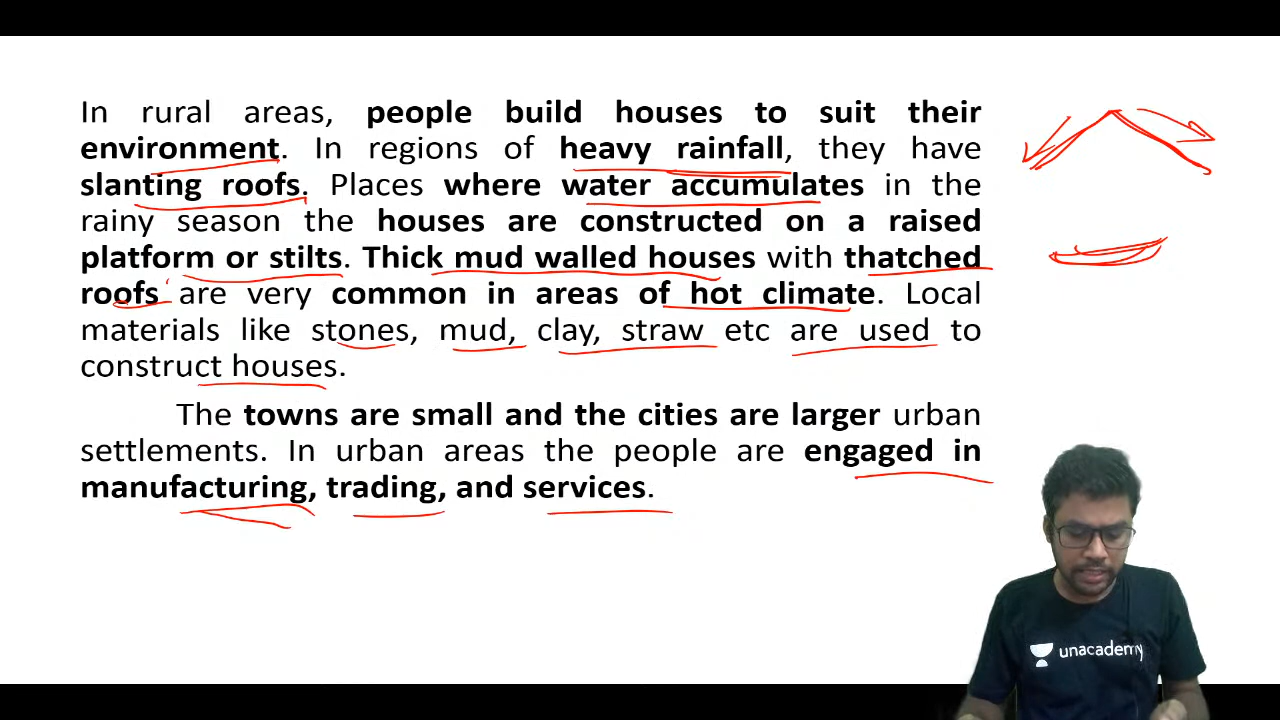 In rural areas, people build houses to suit their
environment. In regions of heavy rainfall, they have
slanting roofs. Places where water accumulates in the
rainy season the houses are constructed on a raised
platform or stilts. Thick mud walled houses with thatched
roofs are very common in areas of hot climate. Local
materials like stones, mud, clay, straw etc are used to
construct houses.
The towns are small and the cities are larger urban
settlements. In urban areas the people are engaged in
manufacturing, trading, and services.
unacademy